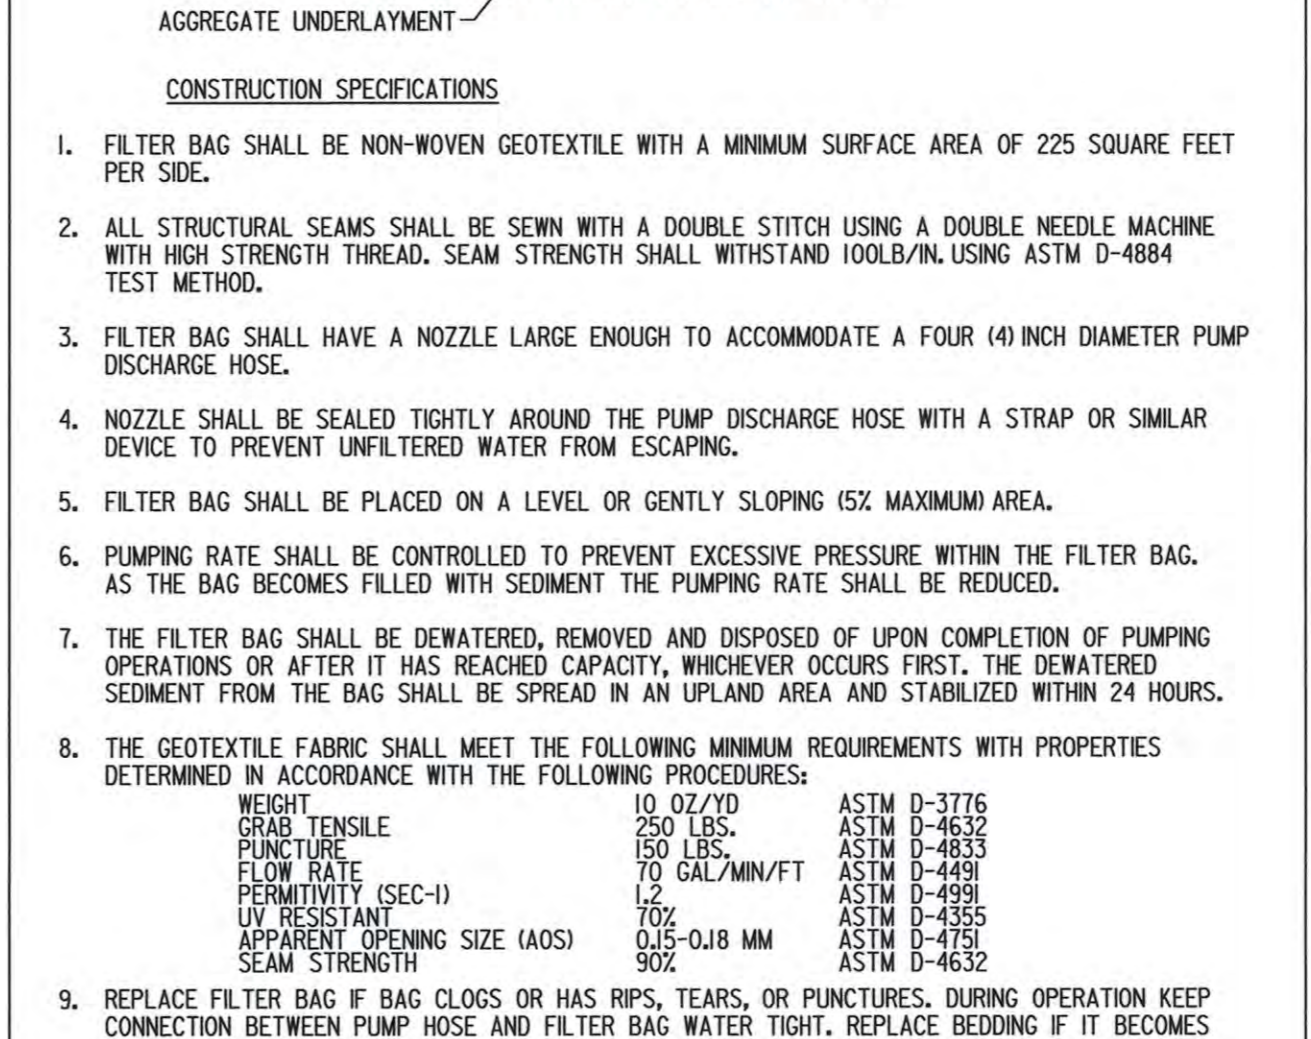 AGGREGATE UNDERLAYMENT
CONSTRUCTION SPECIFICATIONS
1. FILTER BAG SHALL BE NON-WOVEN GEOTEXTILE WITH A MINIMUM SURFACE AREA OF 225 SQUARE FEET
PER SIDE.
2. ALL STRUCTURAL SEAMS SHALL BE SEWN WITH A DOUBLE STITCH USING A DOUBLE NEEDLE MACHINE
WITH HIGH STRENGTH THREAD. SEAM STRENGTH SHALL WITHSTAND 100LB/IN. USING ASTM D-4884
TEST METHOD.
3. FILTER BAG SHALL HAVE A NOZZLE LARGE ENOUGH TO ACCOMMODATE A FOUR (4) INCH DIAMETER PUMP
DISCHARGE HOSE.
4. NOZZLE SHALL BE SEALED TIGHTLY AROUND THE PUMP DISCHARGE HOSE WITH A STRAP OR SIMILAR
DEVICE TO PREVENT UNFILTERED WATER FROM ESCAPING.
5. FILTER BAG SHALL BE PLACED ON A LEVEL OR GENTLY SLOPING (5% MAXIMUM) AREA.
6. PUMPING RATE SHALL BE CONTROLLED TO PREVENT EXCESSIVE PRESSURE WITHIN THE FILTER BAG.
AS THE BAG BECOMES FILLED WITH SEDIMENT THE PUMPING RATE SHALL BE REDUCED.
7. THE FILTER BAG SHALL BE DEWATERED, REMOVED AND DISPOSED OF UPON COMPLETION OF PUMPING
OPERATIONS OR AFTER IT HAS REACHED CAPACITY, WHICHEVER OCCURS FIRST. THE DEWATERED
SEDIMENT FROM THE BAG SHALL BE SPREAD IN AN UPLAND AREA AND STABILIZED WITHIN 24 HOURS.
8. THE GEOTEXTILE FABRIC SHALL MEET THE FOLLOWING MINIMUM REQUIREMENTS WITH PROPERTIES
DETERMINED IN ACCORDANCE WITH THE FOLLOWING PROCEDURES:
WEIGHT 10 OZ/YD ASTM D-3776
GRAB TENSILE 250 LBS. ASTM D-4632
PUNCTURE 150 LBS. ASTM D-4833
FLOW RATE 70 GAL/MIN/FT ASTM D-4491
PERMITIVITY (SEC-1) 1.2 ASTM D-4991
UV RESISTANT 70% ASTM D-4355
APPARENT OPENING SIZE (AOS) 0.15-0.18 MM ASTM D-4751
SEAM STRENGTH 90% ASTM D-4632
9. REPLACE FILTER BAG IF BAG CLOGS OR HAS RIPS, TEARS, OR PUNCTURES. DURING OPERATION KEEP
CONNECTION BETWEEN PUMP HOSE AND FILTER BAG WATER TIGHT. REPLACE BEDDING IF IT BECOMES